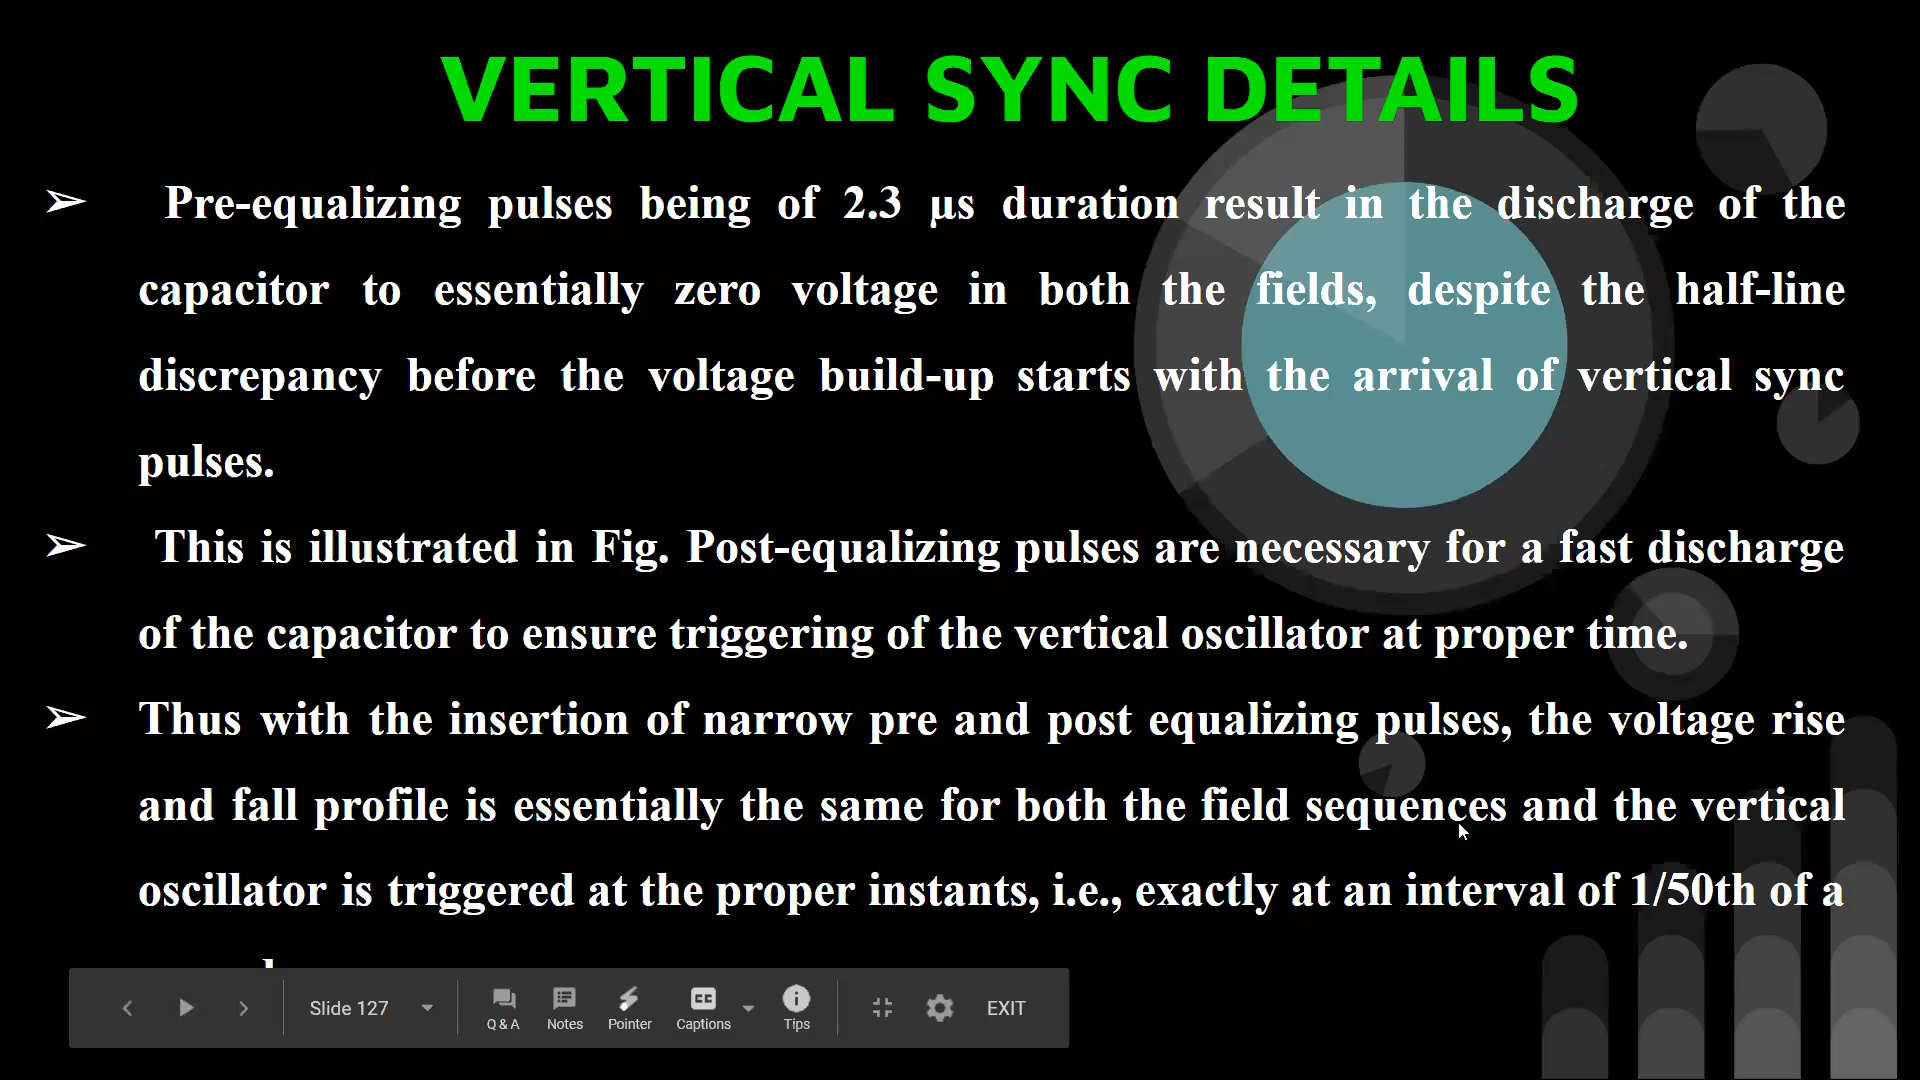 VERTICAL SYNC DETAILS
➢ Pre-equalizing pulses being of 2.3 μs duration result in the discharge of the
capacitor to essentially zero voltage in both the fields, despite the half-line
discrepancy before the voltage build-up starts with the arrival of vertical sync
pulses.
➢ This is illustrated in Fig. Post-equalizing pulses are necessary for a fast discharge
of the capacitor to ensure triggering of the vertical oscillator at proper time.
➢ Thus with the insertion of narrow pre and post equalizing pulses, the voltage rise
and fall profile is essentially the same for both the field sequences and the vertical
oscillator is triggered at the proper instants, i.e., exactly at an interval of 1/50th of a
Slide 127
Q & A
Notes
Pointer
Captions
Tips
EXIT